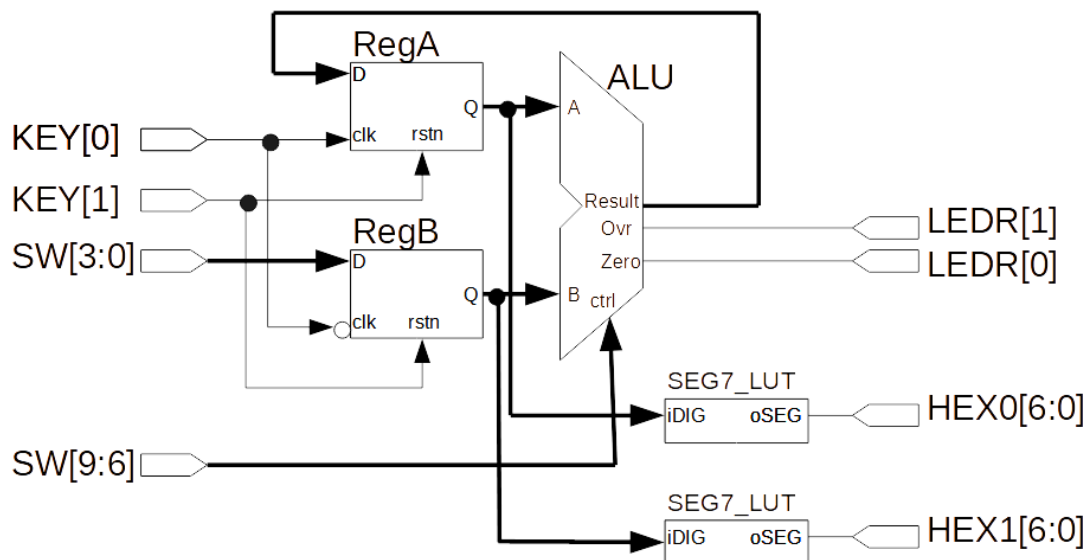 RegA
D
Q
clk
rstn
ALU
A
KEY[0]
KEY[1]
Result
Ovr
Zero
LEDR[1]
LEDR[0]
SW[3:0]
RegB
D
Q
clk
rstn
B
ctrl
SEG7_LUT
iDIG oSEG
HEX0[6:0]
SW[9:6]
SEG7_LUT
iDIG oSEG
HEX1[6:0]